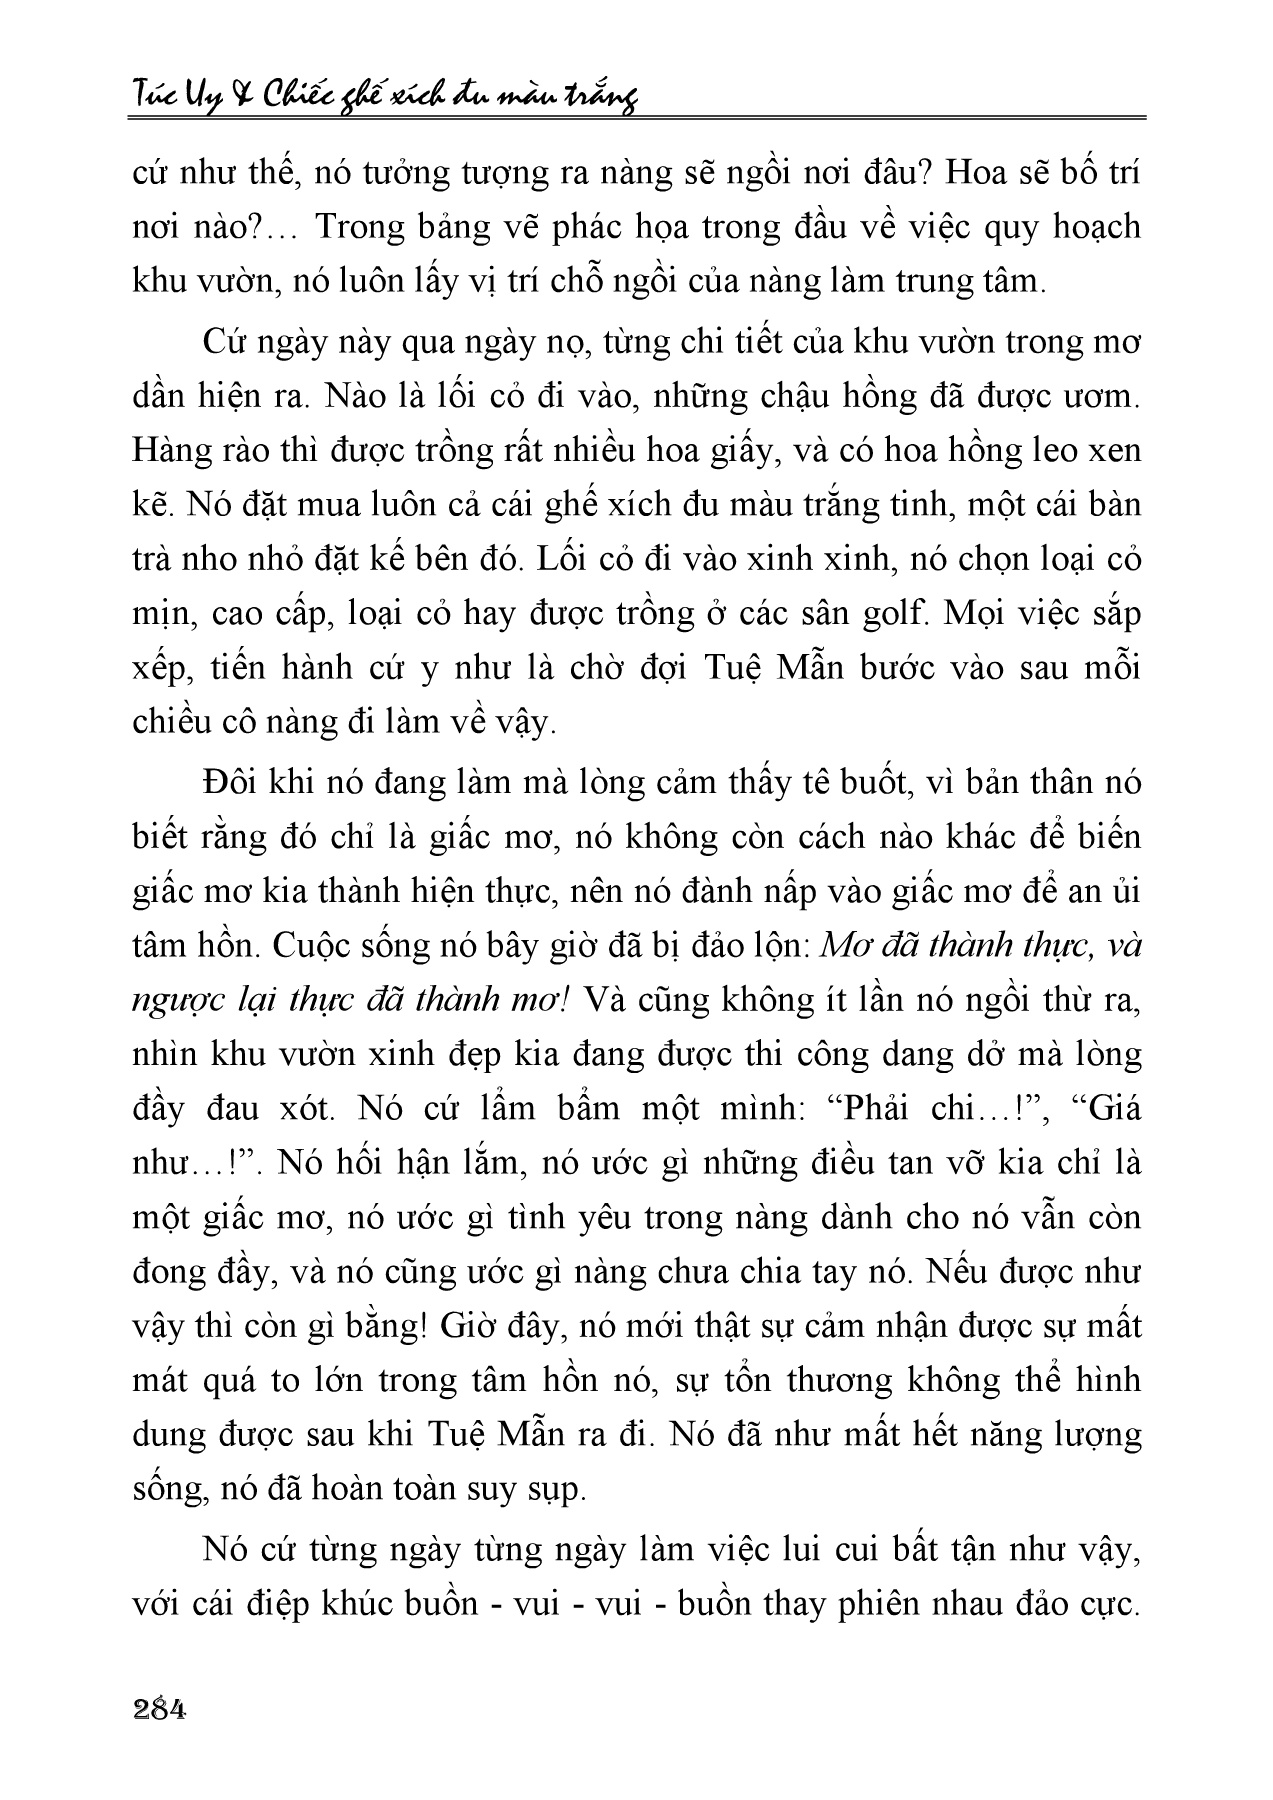 Túc Uy & Chiếc ghế xích đu màu trắng
cứ như thế, nó tưởng tượng ra nàng sẽ ngồi nơi đâu? Hoa sẽ bố trí
nơi nào?… Trong bảng vẽ phác họa trong đầu về việc quy hoạch
khu vườn, nó luôn lấy vị trí chỗ ngồi của nàng làm trung tâm.
Cứ ngày này qua ngày nọ, từng chi tiết của khu vườn trong mơ
dần hiện ra. Nào là lối cỏ đi vào, những chậu hồng đã được ươm.
Hàng rào thì được trồng rất nhiều hoa giấy, và có hoa hồng leo xen
kẽ. Nó đặt mua luôn cả cái ghế xích đu màu trắng tinh, một cái bàn
trà nho nhỏ đặt kế bên đó. Lối cỏ đi vào xinh xinh, nó chọn loại cỏ
mịn, cao cấp, loại cỏ hay được trồng ở các sân golf. Mọi việc sắp
xếp, tiến hành cứ y như là chờ đợi Tuệ Mẫn bước vào sau mỗi
chiều cô nàng đi làm về vậy.
Đôi khi nó đang làm mà lòng cảm thấy tê buốt, vì bản thân nó
biết rằng đó chỉ là giấc mơ, nó không còn cách nào khác để biến
giấc mơ kia thành hiện thực, nên nó đành nấp vào giấc mơ để an ủi
tâm hồn. Cuộc sống nó bây giờ đã bị đảo lộn: Mơ đã thành thực, và
ngược lại thực đã thành mơ! Và cũng không ít lần nó ngồi thừ ra,
nhìn khu vườn xinh đẹp kia đang được thi công dang dở mà lòng
đầy đau xót. Nó cứ lẩm bẩm một mình: “Phải chi…!”, “Giá
như…!”. Nó hối hận lắm, nó ước gì những điều tan vỡ kia chỉ là
một giấc mơ, nó ước gì tình yêu trong nàng dành cho nó vẫn còn
đong đầy, và nó cũng ước gì nàng chưa chia tay nó. Nếu được như
vậy thì còn gì bằng! Giờ đây, nó mới thật sự cảm nhận được sự mất
mát quá to lớn trong tâm hồn nó, sự tổn thương không thể hình
dung được sau khi Tuệ Mẫn ra đi. Nó đã như mất hết năng lượng
sống, nó đã hoàn toàn suy sụp.
Nó cứ từng ngày từng ngày làm việc lui cui bất tận như vậy,
với cái điệp khúc buồn - vui - vui - buồn thay phiên nhau đảo cực.
284